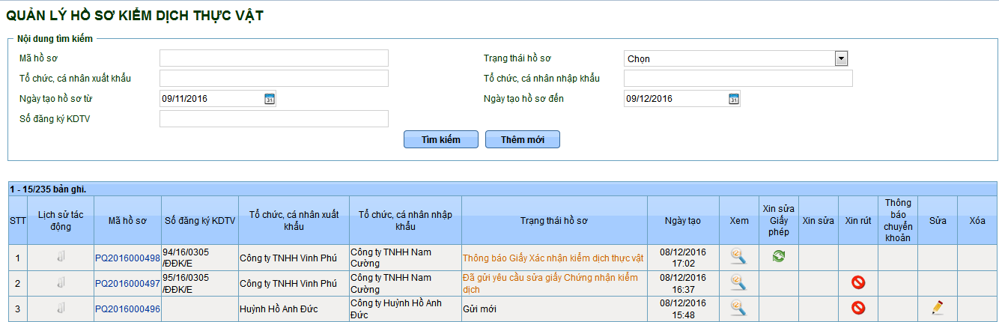 QUẢN LÝ HỒ SƠ KIỂM DỊCH THỰC VẬT
Nội dung tìm kiếm
Mã hồ sơ
Trạng thái hồ sơ
Chọn
Tổ chức, cá nhân xuất khẩu
Tổ chức, cá nhân nhập khẩu
Ngày tạo hồ sơ từ
09/11/2016
31
Ngày tạo hồ sơ đến
09/12/2016
31
Số đăng ký KDTV
Tìm kiếm
Thêm mới
1 - 15/235 bản ghi.
STT
Lịch sử tác
động
Mã hồ sơ
Số đăng ký KDTV
Tổ chức, cá nhân xuất
khẩu
Tổ chức, cá nhân nhập
khẩu
Trạng thái hồ sơ
Ngày tạo
Xem
Xin sửa
Giấy
phép
Xin sửa
Xin rút
Thông
báo
chuyển
khoản
Sửa
Xóa
1
PQ2016000498
94/16/0305
/ĐĐK/E
Công ty TNHH Vinh Phú
Công ty TNHH Nam
Cường
Thông báo Giấy Xác nhận kiểm dịch thực vật
08/12/2016
17:02
2
PQ2016000497
95/16/0305
/ĐĐK/E
Công ty TNHH Vinh Phú
Công ty TNHH Nam
Cường
Đã gửi yêu cầu sửa giấy Chứng nhận kiểm
dịch
08/12/2016
16:37
3
PQ2016000496
Huỳnh Hồ Anh Đức
Công ty Huỳnh Hồ Anh
Đức
Gửi mới
08/12/2016
15:48